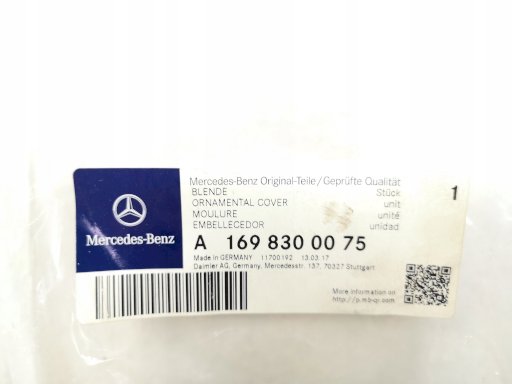 Mercedes-Benz Original-Teile/Geprüfte Qualität
BLENDE Stück 1
ORNAMENTAL COVER unit
MOULURE unité
EMBELLECEDOR unidad
Mercedes-Benz
A 169 830 00 75
Made in GERMANY 11700192 13.03.17
Daimler AG, Germany, Mercedesstr. 137, 70327 Stuttgart
More information on
http://p.mb-qi.com